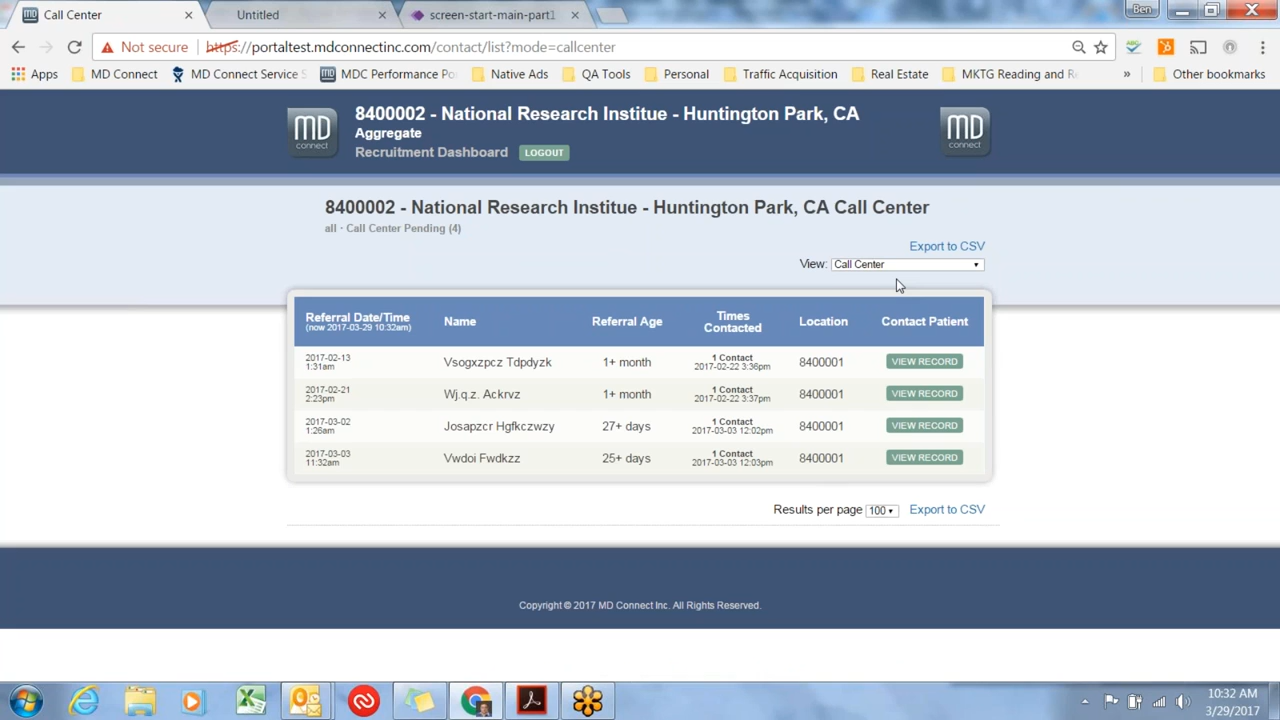 Call Center
Untitled
screen-start-main-part1
Ben
Not secure
https://portaltest.mdconnectinc.com/contact/list?mode=callcenter
Apps
MD Connect
MD Connect Service
MDC Performance Po
Native Ads
QA Tools
Personal
Traffic Acquisition
Real Estate
MKTG Reading and R
»
Other bookmarks
MD connect
8400002 - National Research Institue - Huntington Park, CA
Aggregate
Recruitment Dashboard LOGOUT
MD connect
8400002 - National Research Institue - Huntington Park, CA Call Center
all · Call Center Pending (4)
Export to CSV
View: Call Center
Referral Date/Time (now 2017-03-29 10:32am) Name Referral Age Times Contacted Location Contact Patient
2017-02-13 1:31am Vsogxzpcz Tdpdyzk 1+ month 1 Contact 2017-02-22 3:36pm 8400001 VIEW RECORD
2017-02-21 2:23pm Wj.q.z. Ackrvz 1+ month 1 Contact 2017-02-22 3:37pm 8400001 VIEW RECORD
2017-03-02 1:26am Josapzcr Hgfkczwzy 27+ days 1 Contact 2017-03-03 12:02pm 8400001 VIEW RECORD
2017-03-03 11:32am Vwdoi Fwdkzz 25+ days 1 Contact 2017-03-03 12:03pm 8400001 VIEW RECORD
Results per page 100 Export to CSV
Copyright © 2017 MD Connect Inc. All Rights Reserved.
10:32 AM
3/29/2017